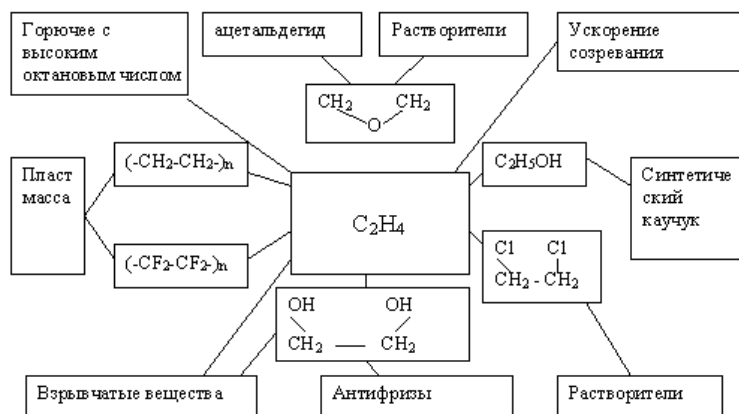 Горючее с
высоким
октановым числом
ацетальдегид
Растворители
Ускорение
созревания
CH2 CH2
O
Пласт
масса
(-CH2-CH2-)n
C2H5OH
Синтетиче
ский
каучук
C2H4
(-CF2-CF2-)n
Cl Cl
CH2 - CH2
OH OH
CH2 CH2
Взрывчатые вещества
Антифризы
Растворители